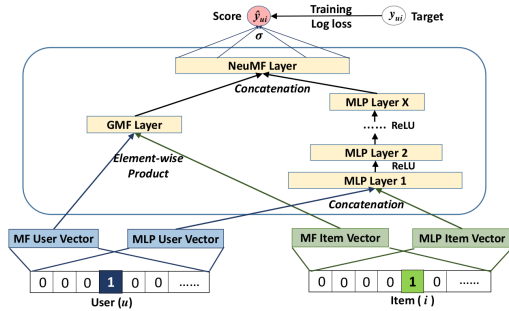 Score ŷui Training yui Target
Log loss
σ
NeuMF Layer
Concatenation
MLP Layer X
GMF Layer
...... ReLU
Element-wise
Product
MLP Layer 2
ReLU
MLP Layer 1
Concatenation
MF User Vector MLP User Vector MF Item Vector MLP Item Vector
0 0 0 1 0 0 ...... 0 0 0 0 1 0 ......
User (u) Item ( i )